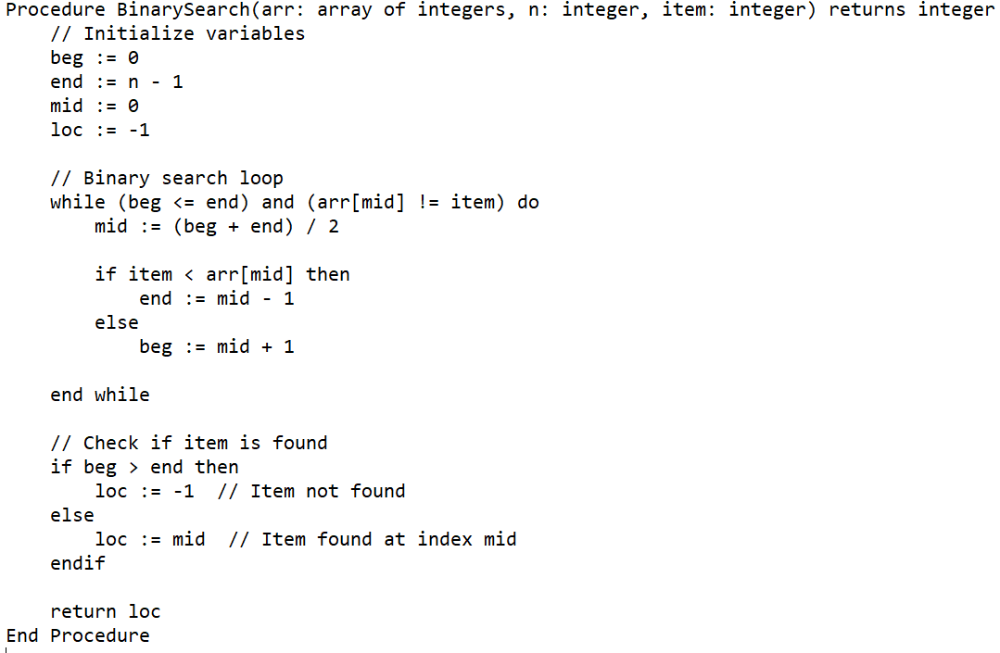 Procedure BinarySearch(arr: array of integers, n: integer, item: integer) returns integer
    // Initialize variables
    beg := 0
    end := n - 1
    mid := 0
    loc := -1

    // Binary search loop
    while (beg <= end) and (arr[mid] != item) do
        mid := (beg + end) / 2

        if item < arr[mid] then
            end := mid - 1
        else
            beg := mid + 1

    end while

    // Check if item is found
    if beg > end then
        loc := -1  // Item not found
    else
        loc := mid  // Item found at index mid
    endif

    return loc
End Procedure